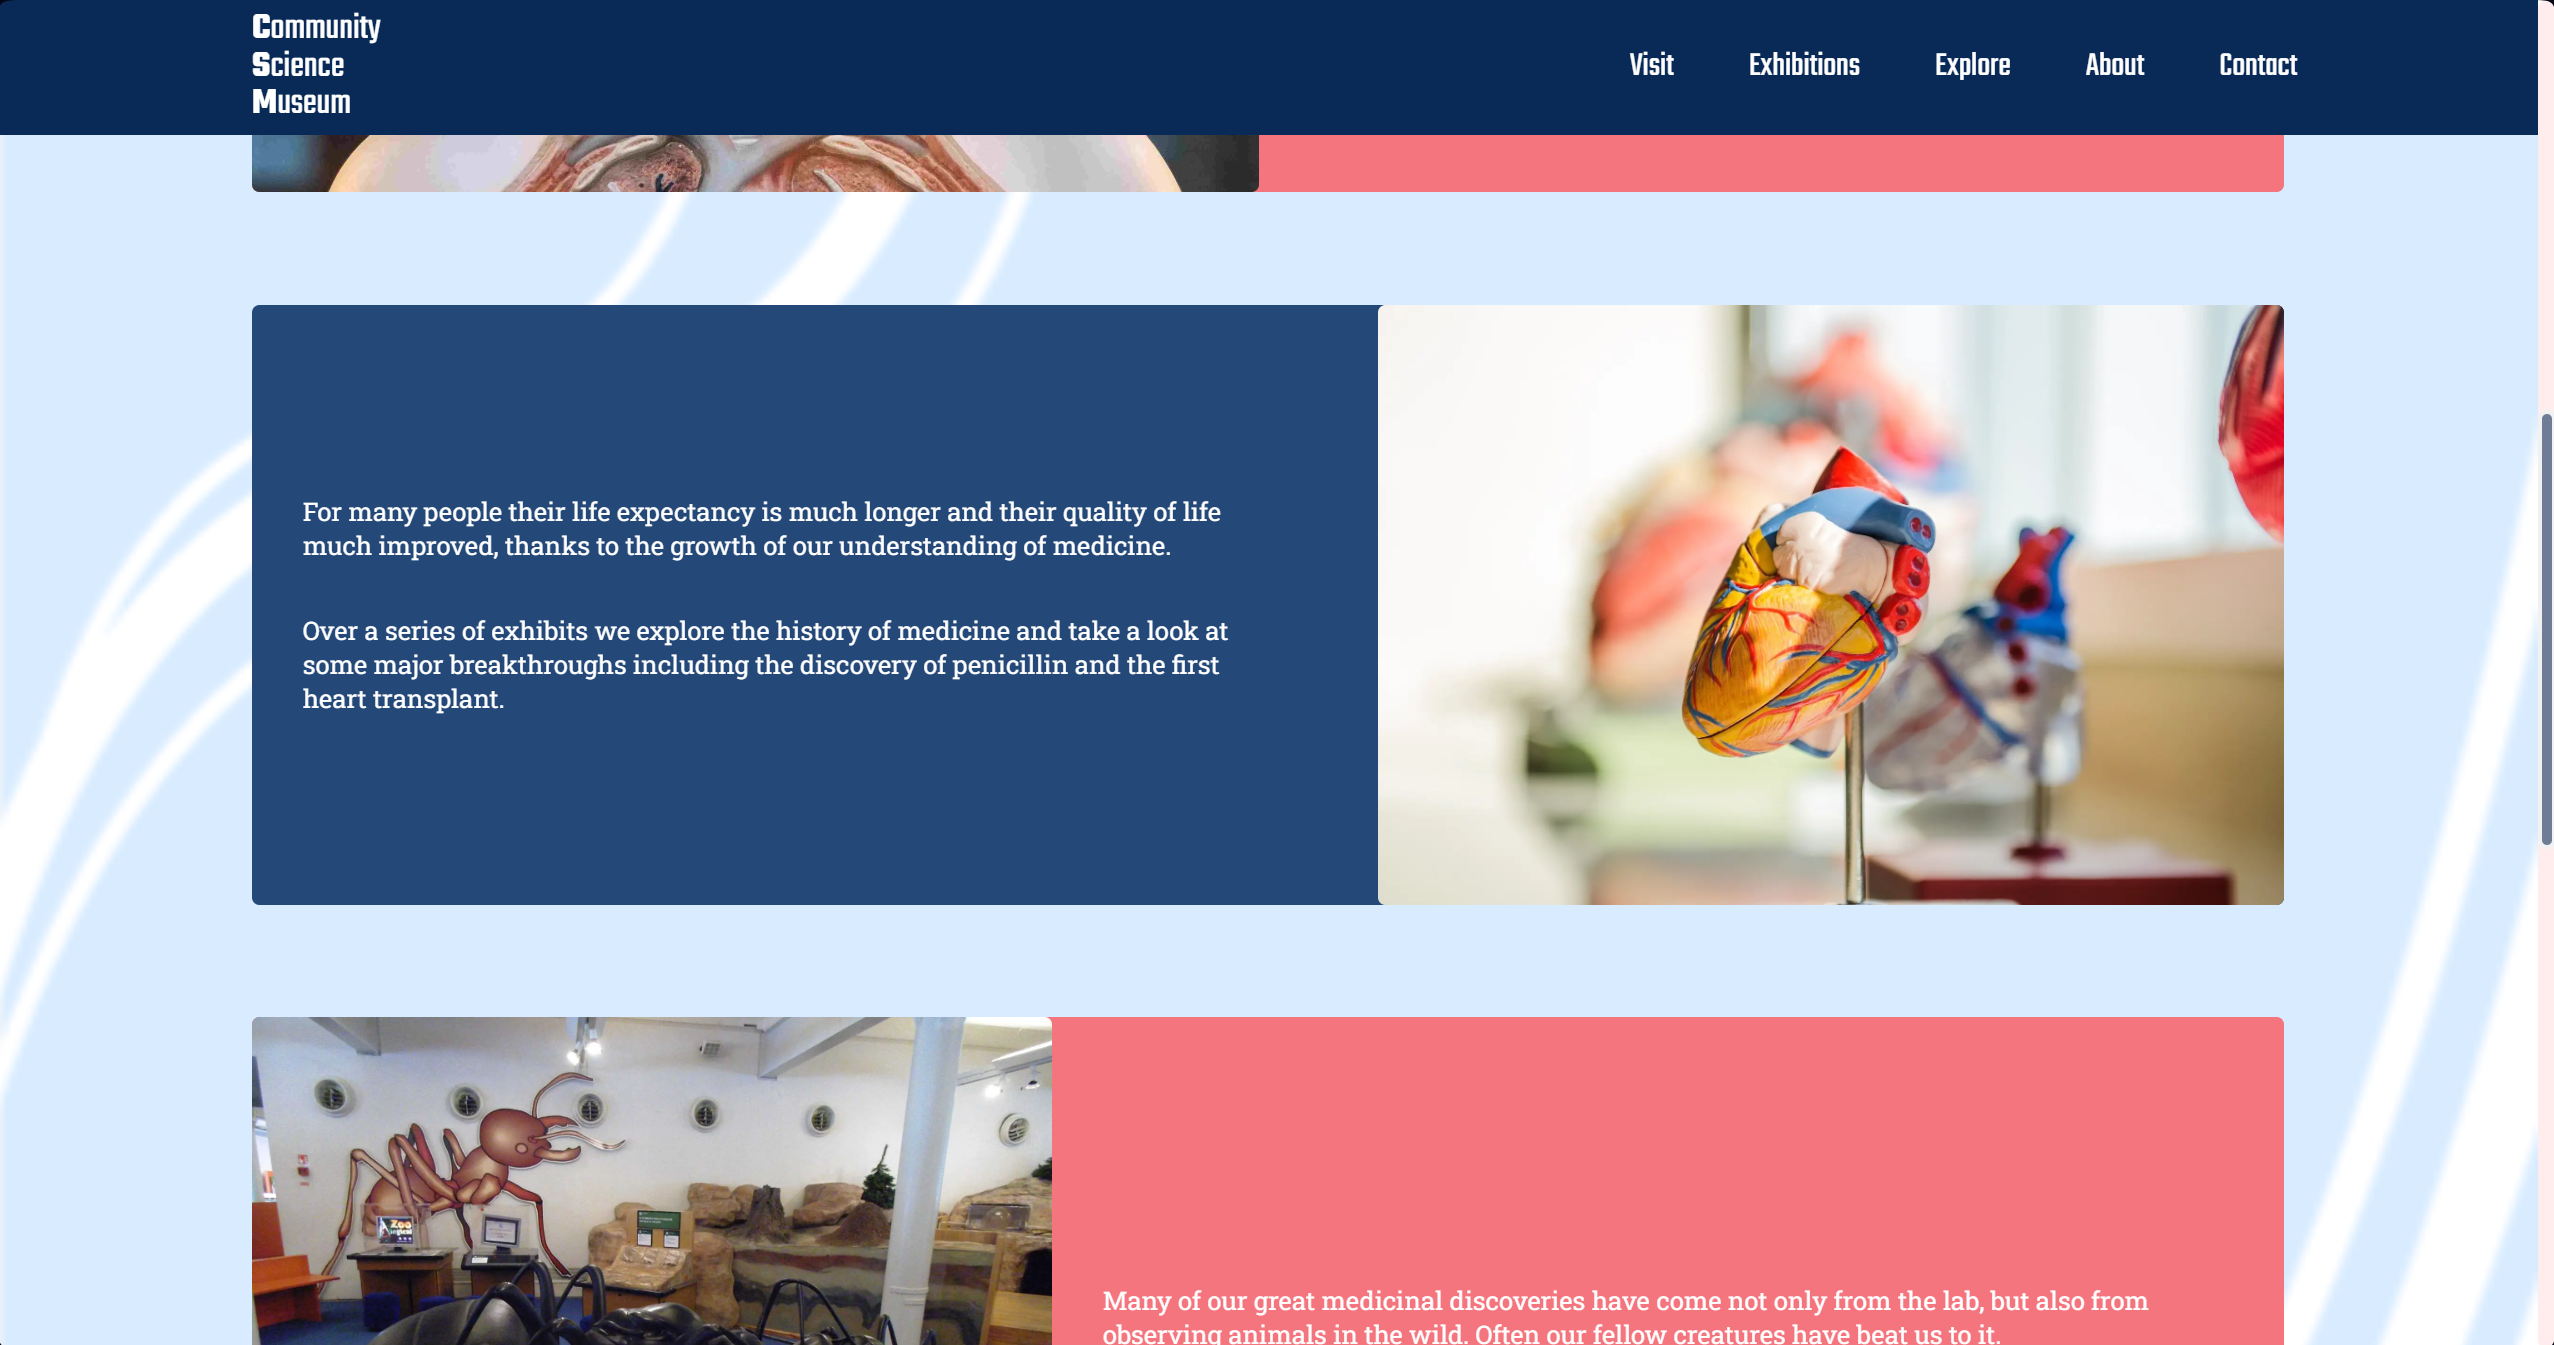 Community
Science
Museum
Visit Exhibitions Explore About Contact
For many people their life expectancy is much longer and their quality of life
much improved, thanks to the growth of our understanding of medicine.
Over a series of exhibits we explore the history of medicine and take a look at
some major breakthroughs including the discovery of penicillin and the first
heart transplant.
Zoo
Many of our great medicinal discoveries have come not only from the lab, but also from
observing animals in the wild. Often our fellow creatures have beat us to it.